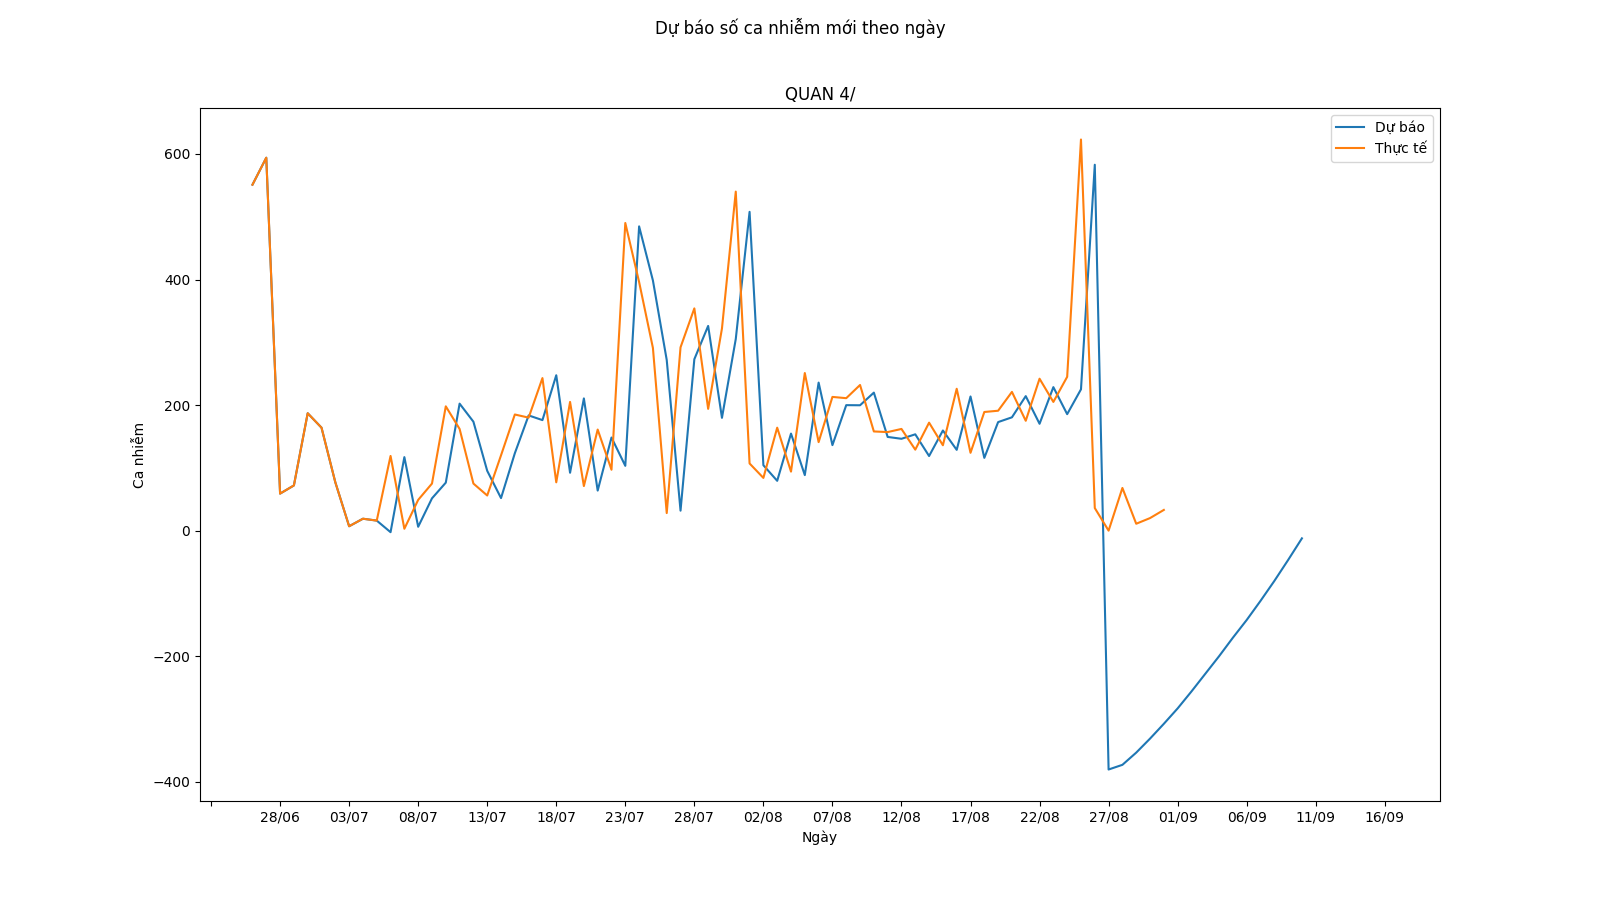 Dự báo số ca nhiễm mới theo ngày
QUAN 4/
Dự báo
Thực tế
600
400
200
0
−200
−400
Ca nhiễm
28/06 03/07 08/07 13/07 18/07 23/07 28/07 02/08 07/08 12/08 17/08 22/08 27/08 01/09 06/09 11/09 16/09
Ngày